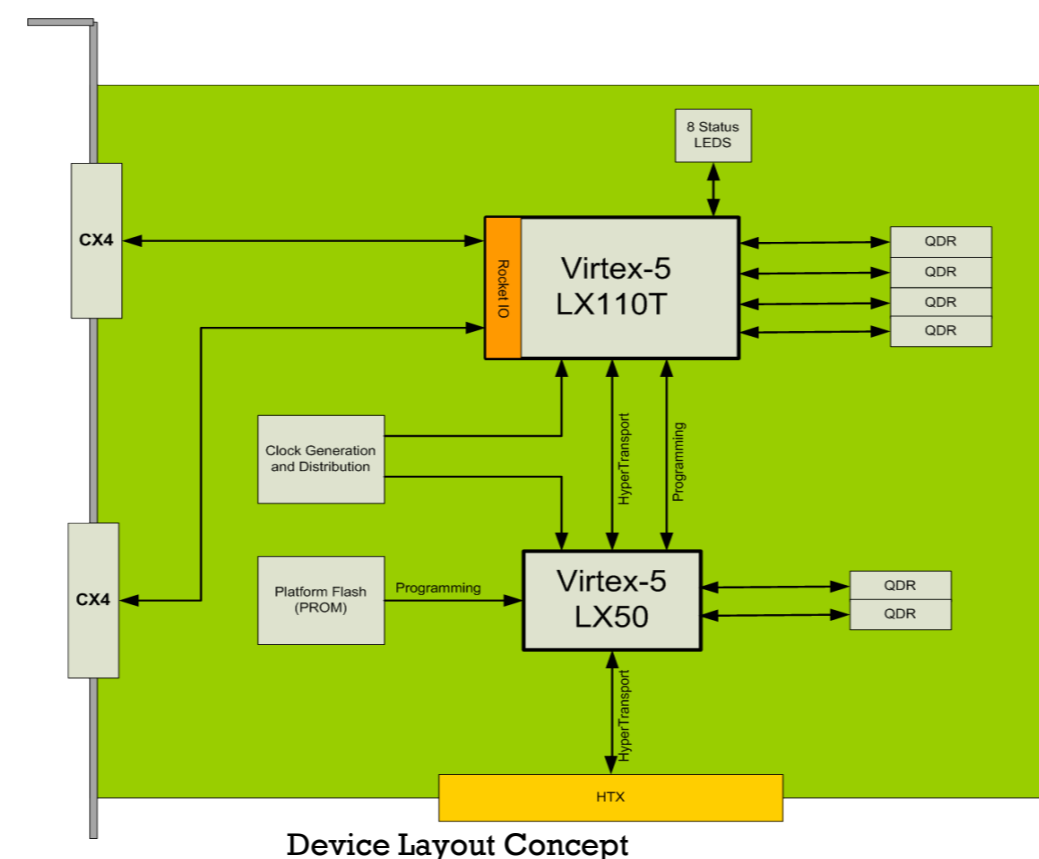 8 Status
LEDS
CX4
Rocket IO
Virtex-5
LX110T
QDR
QDR
QDR
QDR
Clock Generation
and Distribution
HyperTransport
Programming
CX4
Platform Flash
(PROM)
Programming
Virtex-5
LX50
QDR
QDR
HyperTransport
HTX
Device Layout Concept